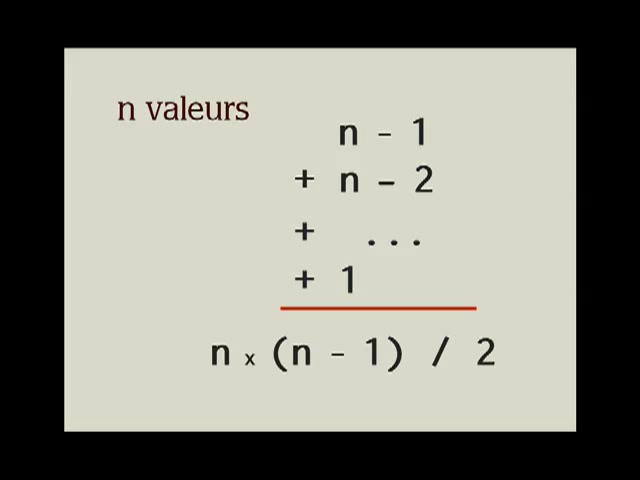 n valeurs
n - 1
+ n - 2
+ ...
+ 1
n x (n - 1) / 2